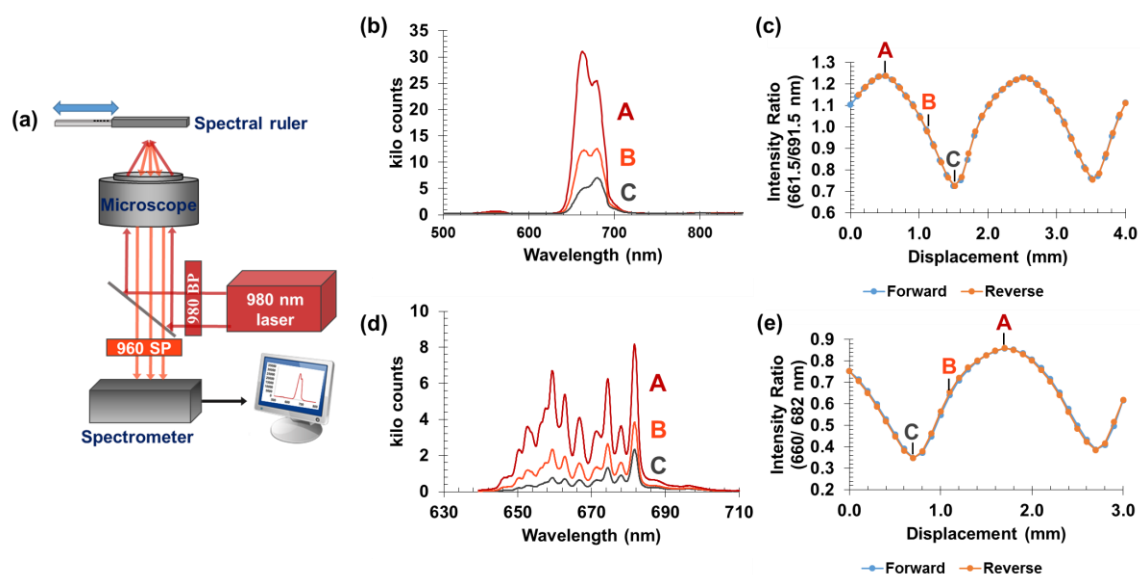 (a)
Spectral ruler
Microscope
980 BP
980 nm
laser
960 SP
Spectrometer
(b)
kilo counts
35
30
25
20
15
10
5
0
500 600 700 800
Wavelength (nm)
A
B
C
(c)
Intensity Ratio
(661.5/691.5 nm)
1.3
1.2
1.1
1.0
0.9
0.8
0.7
0.6
0.0 1.0 2.0 3.0 4.0
Displacement (mm)
A
B
C
Forward Reverse
(d)
kilo counts
10
8
6
4
2
0
630 650 670 690 710
Wavelength (nm)
A
B
C
(e)
Intensity Ratio
(660/ 682 nm)
0.9
0.8
0.7
0.6
0.5
0.4
0.3
0.2
0.0 1.0 2.0 3.0
Displacement (mm)
A
B
C
Forward Reverse